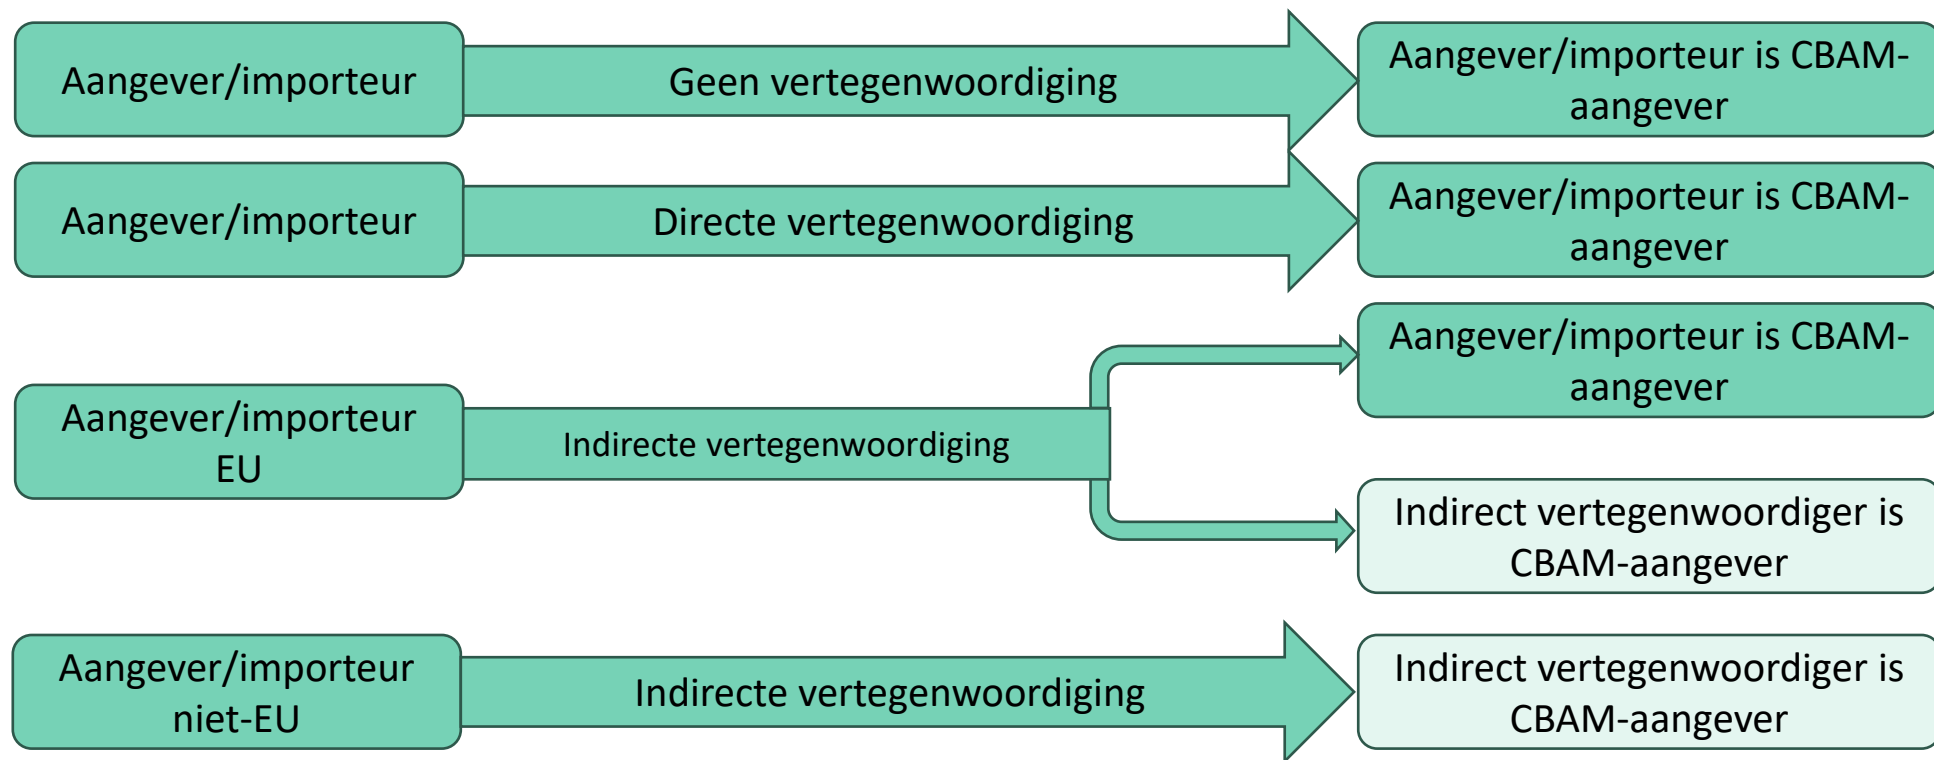 Aangever/importeur
Geen vertegenwoordiging
Aangever/importeur is CBAM-
aangever
Aangever/importeur
Directe vertegenwoordiging
Aangever/importeur is CBAM-
aangever
Aangever/importeur
EU
Indirecte vertegenwoordiging
Aangever/importeur is CBAM-
aangever
Indirect vertegenwoordiger is
CBAM-aangever
Aangever/importeur
niet-EU
Indirecte vertegenwoordiging
Indirect vertegenwoordiger is
CBAM-aangever